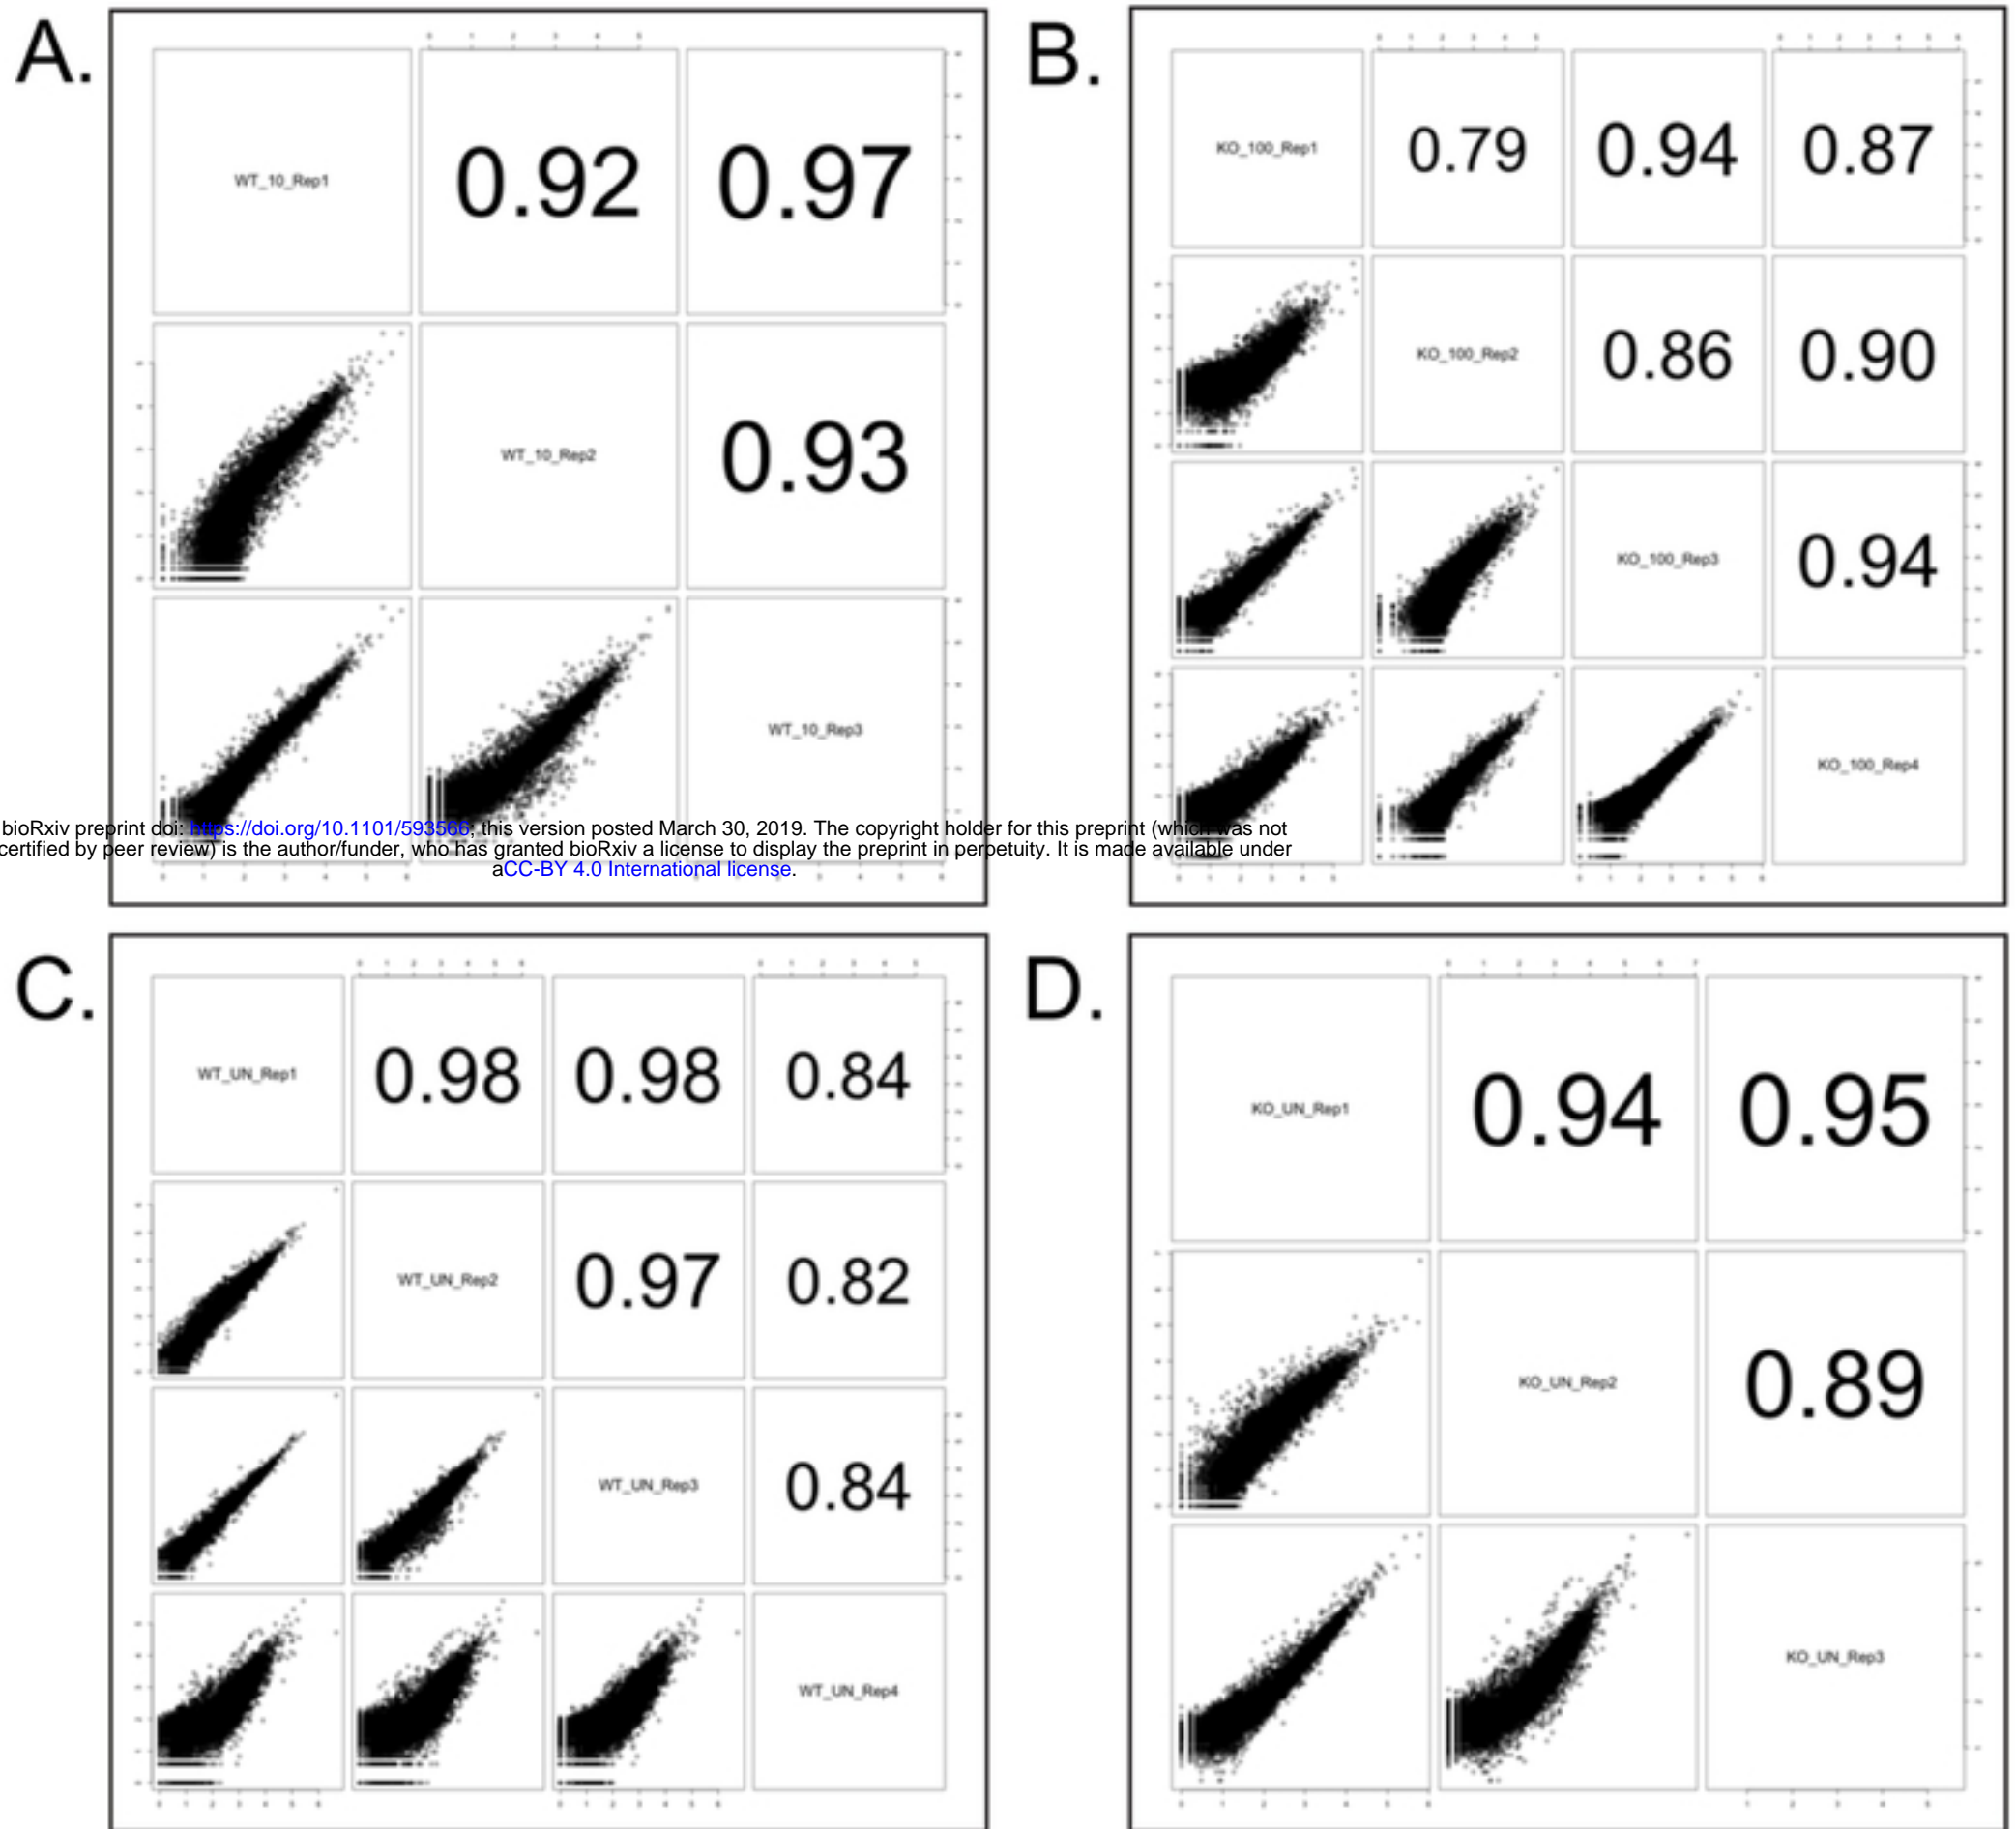 A.
WT_10_Rep1
0.92
0.97
WT_10_Rep2
0.93
WT_10_Rep3
B.
KO_100_Rep1
0.79
0.94
0.87
KO_100_Rep2
0.86
0.90
KO_100_Rep3
0.94
KO_100_Rep4
bioRxiv preprint doi: https://doi.org/10.1101/593566; this version posted March 30, 2019. The copyright holder for this preprint (which was not
certified by peer review) is the author/funder, who has granted bioRxiv a license to display the preprint in perpetuity. It is made available under
aCC-BY 4.0 International license.
C.
WT_UN_Rep1
0.98
0.98
0.84
WT_UN_Rep2
0.97
0.82
WT_UN_Rep3
0.84
WT_UN_Rep4
D.
KO_UN_Rep1
0.94
0.95
KO_UN_Rep2
0.89
KO_UN_Rep3